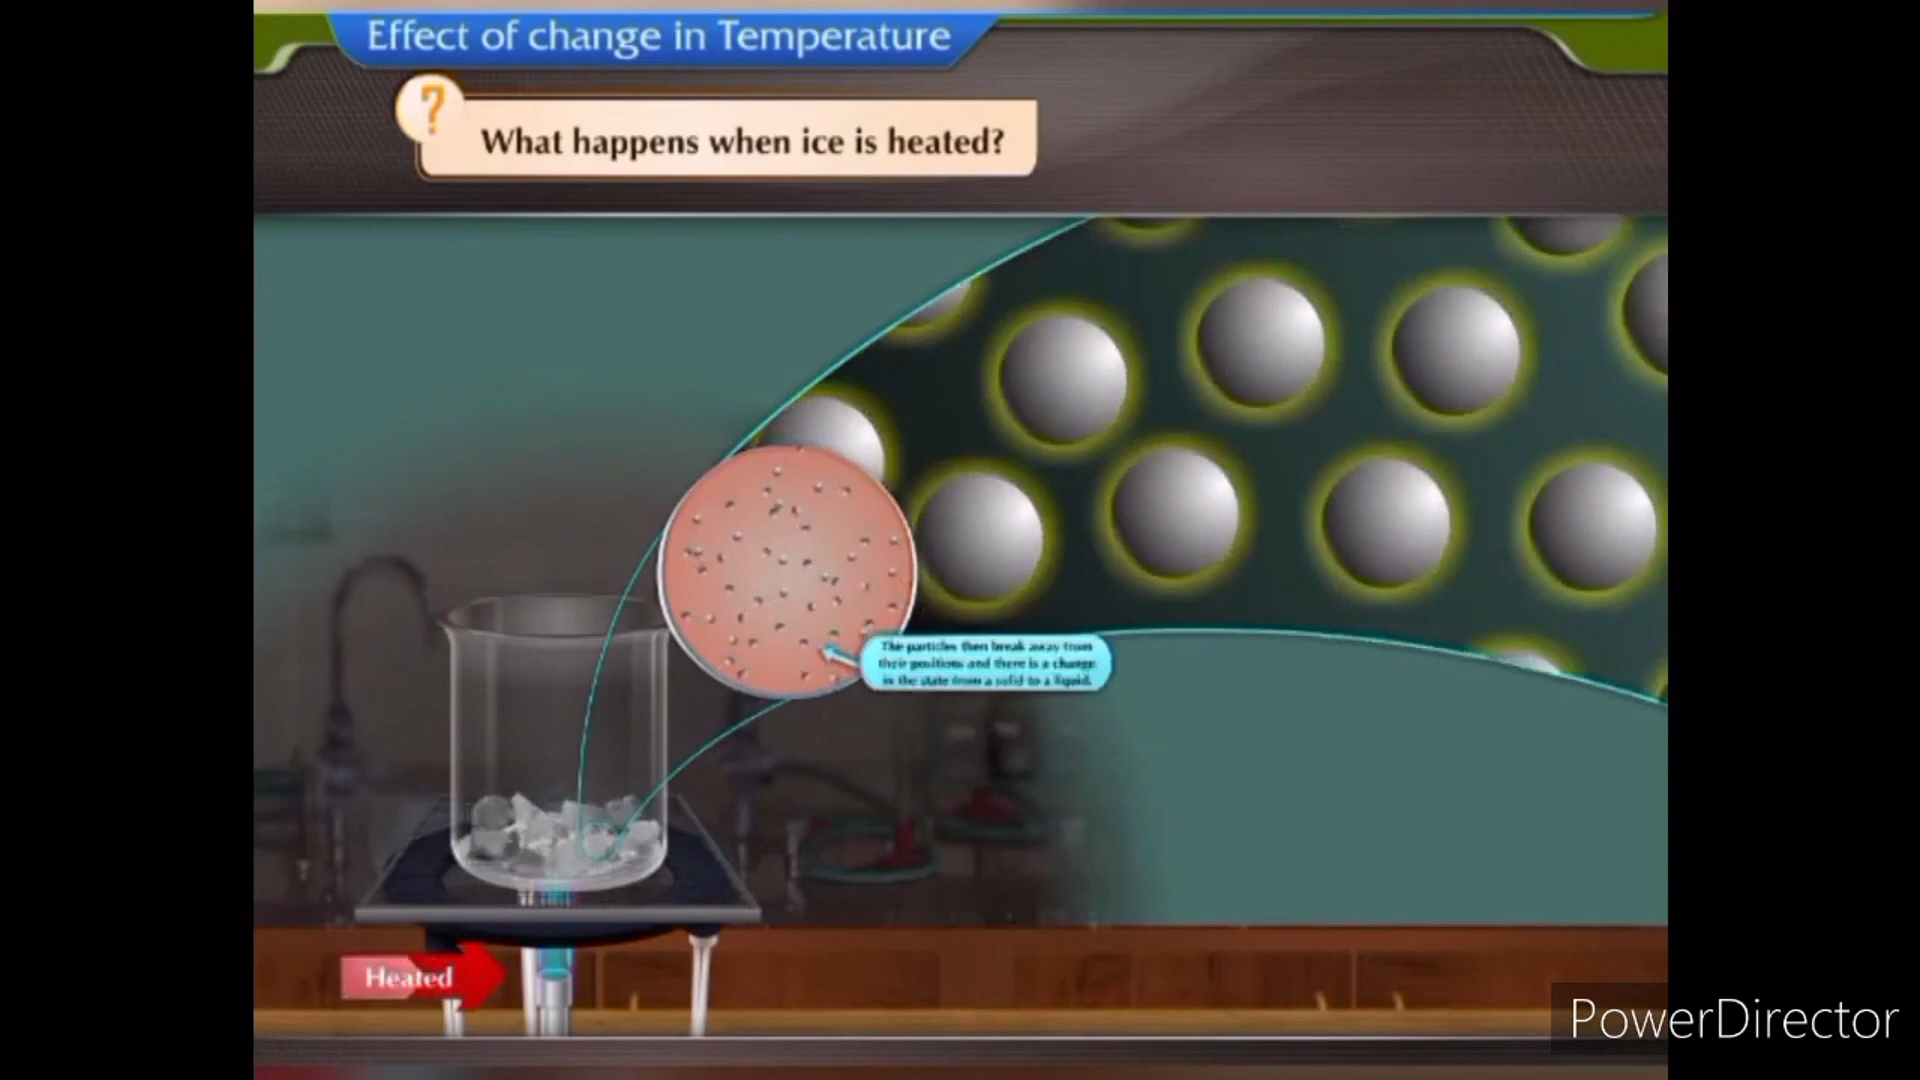 Effect of change in Temperature
?
What happens when ice is heated?
The particles then break away from
their positions and there is a change
in the state from a solid to a liquid.
Heated
PowerDirector